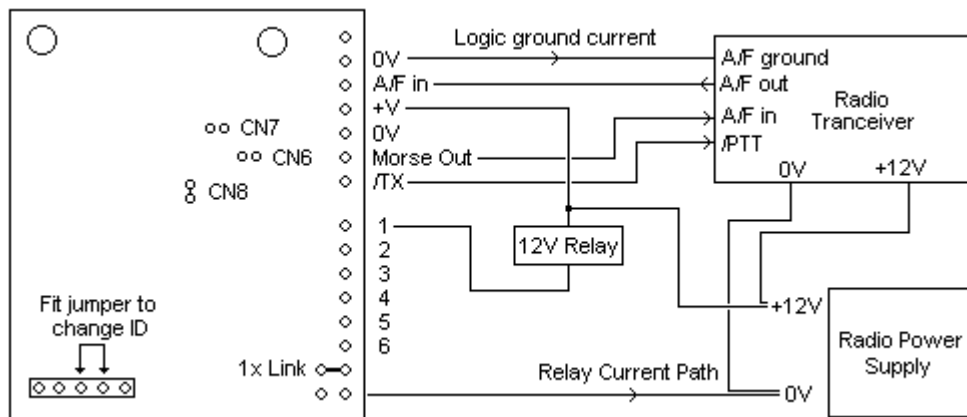 Logic ground current
0V
A/F in
+V
0V
Morse Out
/TX
1
2
3
4
5
6
CN7
CN6
CN8
Fit jumper to
change ID
1x Link
12V Relay
Relay Current Path
A/F ground
A/F out
A/F in
/PTT
Radio
Tranceiver
0V
+12V
+12V
0V
Radio Power
Supply